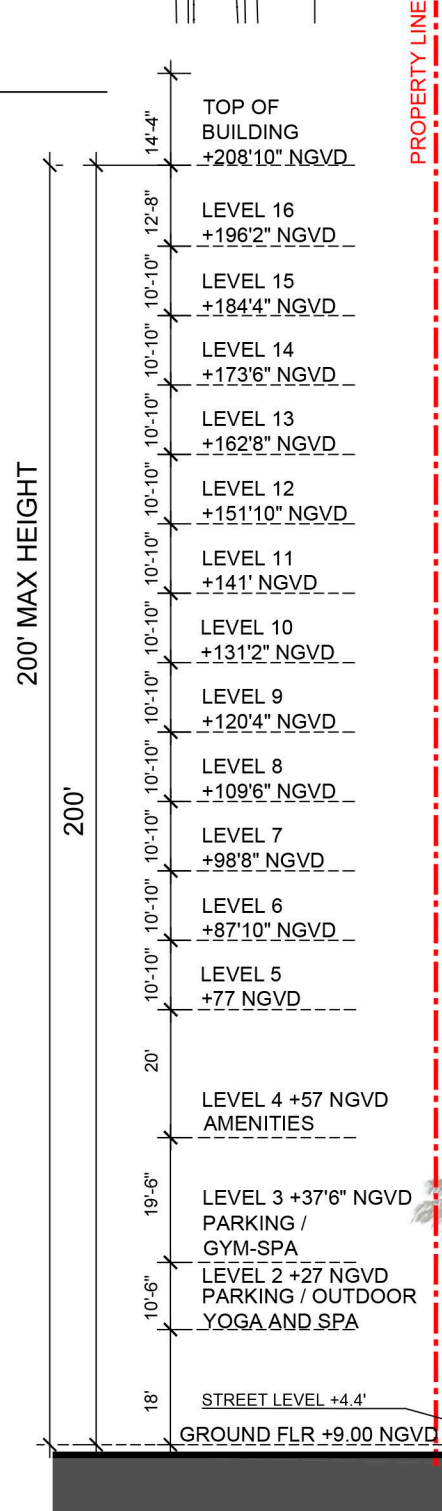 PROPERTY LINE
14'-4"
TOP OF
BUILDING
+208'10" NGVD
12'-8"
LEVEL 16
+196'2" NGVD
10'-10"
LEVEL 15
+184'4" NGVD
10'-10"
LEVEL 14
+173'6" NGVD
10'-10"
LEVEL 13
+162'8" NGVD
10'-10"
LEVEL 12
+151'10" NGVD
10'-10"
LEVEL 11
+141' NGVD
10'-10"
LEVEL 10
+131'2" NGVD
10'-10"
LEVEL 9
+120'4" NGVD
10'-10"
LEVEL 8
+109'6" NGVD
10'-10"
LEVEL 7
+98'8" NGVD
10'-10"
LEVEL 6
+87'10" NGVD
10'-10"
LEVEL 5
+77 NGVD
200' MAX HEIGHT
200'
20'
LEVEL 4 +57 NGVD
AMENITIES
19'-6"
LEVEL 3 +37'6" NGVD
PARKING /
GYM-SPA
10'-6"
LEVEL 2 +27 NGVD
PARKING / OUTDOOR
YOGA AND SPA
18'
STREET LEVEL +4.4'
GROUND FLR +9.00 NGVD